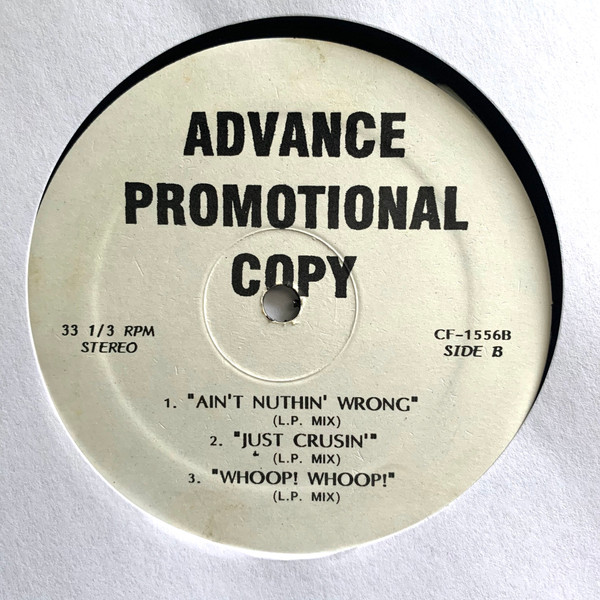 ADVANCE
PROMOTIONAL
COPY
33 1/3 RPM
STEREO
CF-1556B
SIDE B
1. "AIN'T NUTHIN' WRONG"
(L.P. MIX)
2. "JUST CRUSIN'"
(L.P. MIX)
3. "WHOOP! WHOOP!"
(L.P. MIX)